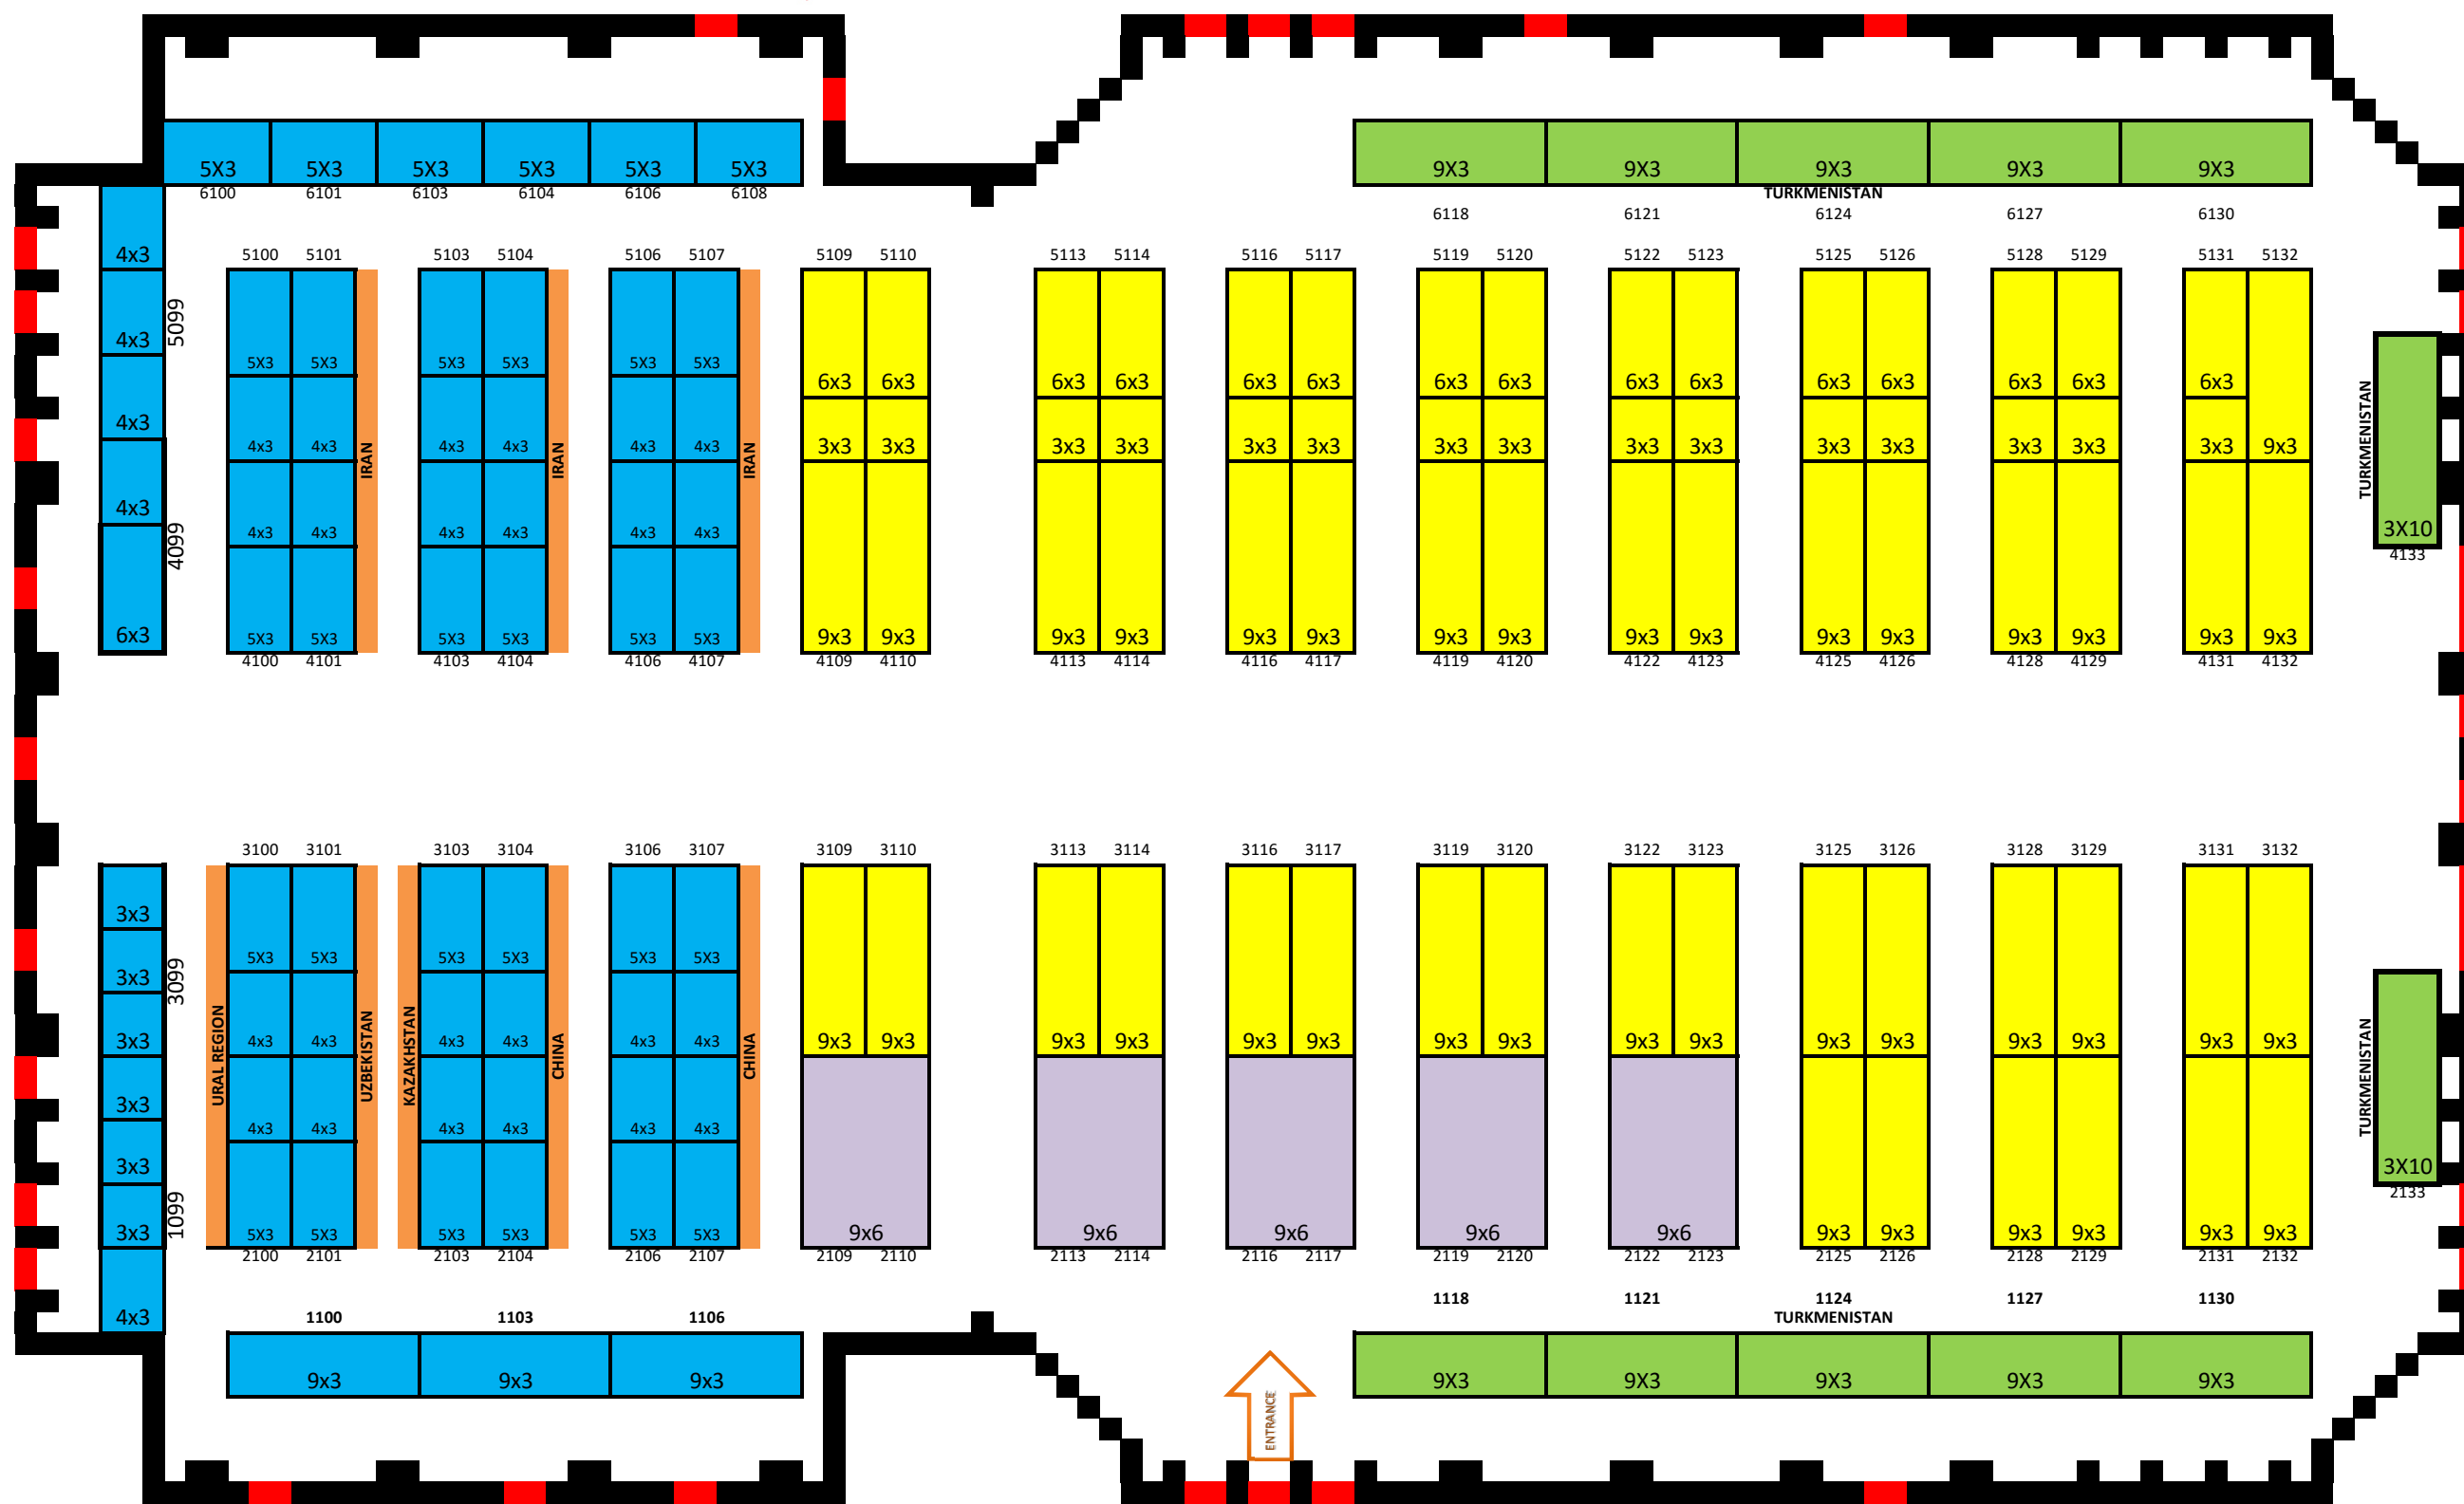 5X3 5X3 5X3 5X3 5X3 5X3 9X3 9X3 9X3 9X3 9X3
6100 6101 6103 6104 6106 6108 TURKMENISTAN
6118 6121 6124 6127 6130
4x3 5100 5101 5103 5104 5106 5107 5109 5110 5113 5114 5116 5117 5119 5120 5122 5123 5125 5126 5128 5129 5131 5132
5099
4x3 5X3 5X3 5X3 5X3 5X3 5X3
6x3 6x3 6x3 6x3 6x3 6x3 6x3 6x3 6x3 6x3 6x3 6x3 6x3 6x3 6x3
4x3
4x3 4x3 IRAN 4x3 4x3 IRAN 4x3 4x3 IRAN 3x3 3x3 3x3 3x3 3x3 3x3 3x3 3x3 3x3 3x3 3x3 3x3 3x3 3x3 3x3 9x3 TURKMENISTAN
4x3
4099 4x3 4x3 4x3 4x3 4x3 4x3 3X10
4133
6x3 5X3 5X3 5X3 5X3 5X3 5X3 9x3 9x3 9x3 9x3 9x3 9x3 9x3 9x3 9x3 9x3 9x3 9x3 9x3 9x3 9x3 9x3
4100 4101 4103 4104 4106 4107 4109 4110 4113 4114 4116 4117 4119 4120 4122 4123 4125 4126 4128 4129 4131 4132
3100 3101 3103 3104 3106 3107 3109 3110 3113 3114 3116 3117 3119 3120 3122 3123 3125 3126 3128 3129 3131 3132
3x3
3x3 3099 5X3 5X3 5X3 5X3 5X3 5X3
3x3 URAL REGION 4x3 4x3 UZBEKISTAN KAZAKHSTAN 4x3 4x3 CHINA 4x3 4x3 CHINA 9x3 9x3 9x3 9x3 9x3 9x3 9x3 9x3 9x3 9x3 9x3 9x3 9x3 9x3 9x3 9x3 TURKMENISTAN
3x3 4x3 4x3 4x3 4x3 4x3 4x3
3x3 3X10
2133
3x3 1099 5X3 5X3 5X3 5X3 5X3 5X3 9x6 9x6 9x6 9x6 9x6 9x3 9x3 9x3 9x3 9x3 9x3
2100 2101 2103 2104 2106 2107 2109 2110 2113 2114 2116 2117 2119 2120 2122 2123 2125 2126 2128 2129 2131 2132
1118 1121 1124 1127 1130
4x3 1100 1103 1106 TURKMENISTAN
9x3 9x3 9x3 9X3 9X3 9X3 9X3 9X3
ENTRANCE